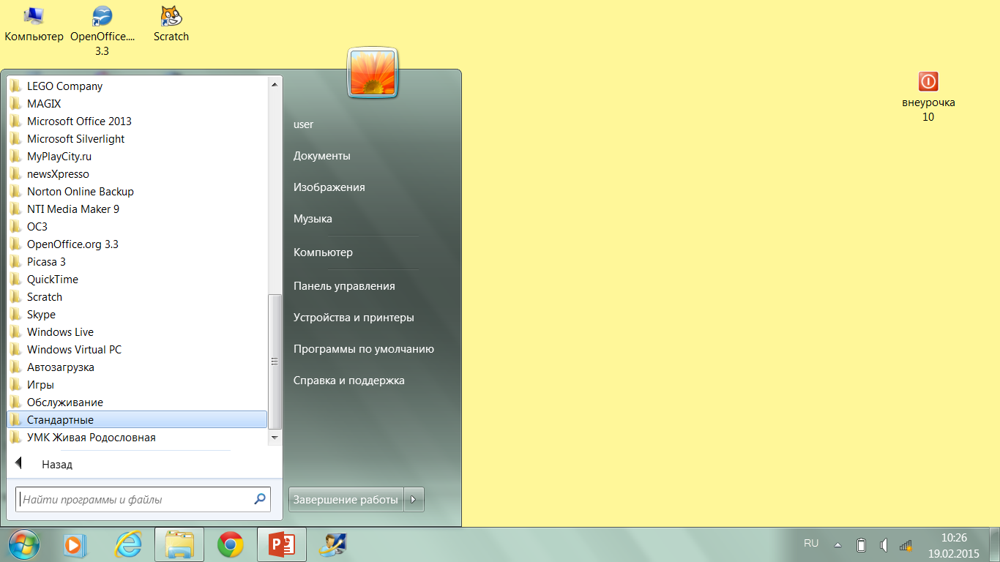 Компьютер
OpenOffice....
3.3
Scratch
внеурочка
10
LEGO Company
MAGIX
Microsoft Office 2013
Microsoft Silverlight
MyPlayCity.ru
newsXpresso
Norton Online Backup
NTI Media Maker 9
ОС3
OpenOffice.org 3.3
Picasa 3
QuickTime
Scratch
Skype
Windows Live
Windows Virtual PC
Автозагрузка
Игры
Обслуживание
Стандартные
УМК Живая Родословная
Назад
Найти программы и файлы
user
Документы
Изображения
Музыка
Компьютер
Панель управления
Устройства и принтеры
Программы по умолчанию
Справка и поддержка
Завершение работы
RU
10:26
19.02.2015